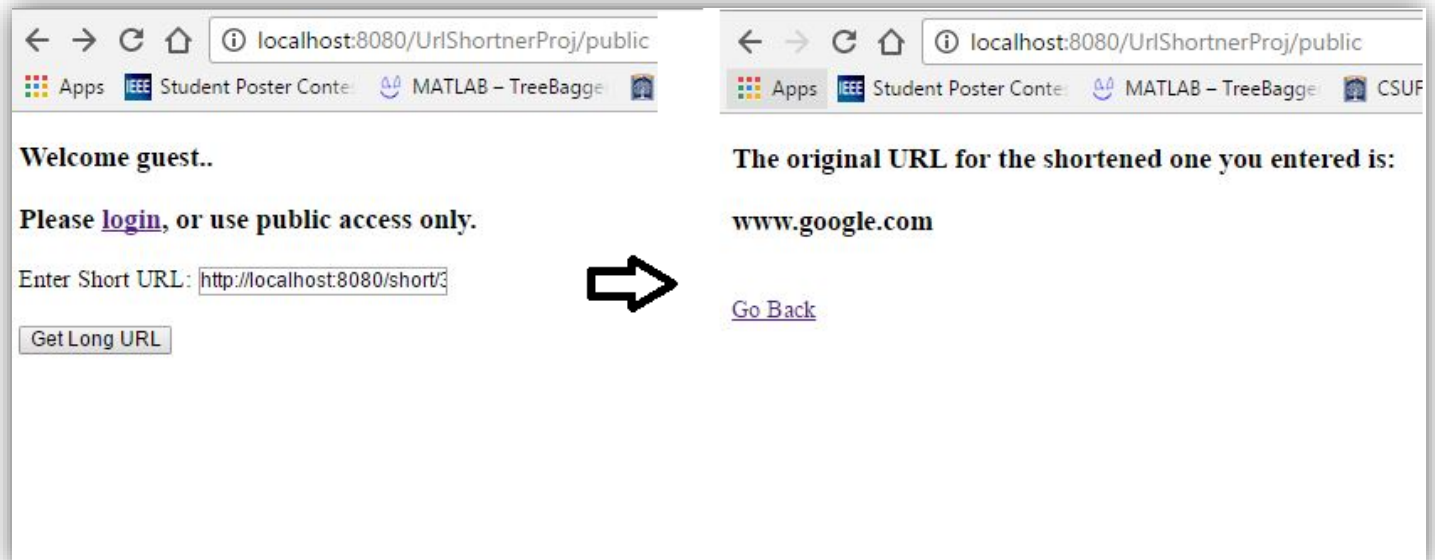 localhost:8080/UrlShortnerProj/public
Apps IEEE Student Poster Conte MATLAB – TreeBagge
Welcome guest..
Please login, or use public access only.
Enter Short URL: http://localhost:8080/short/3
Get Long URL
localhost:8080/UrlShortnerProj/public
Apps IEEE Student Poster Conte MATLAB – TreeBagge CSUF
The original URL for the shortened one you entered is:
www.google.com
Go Back